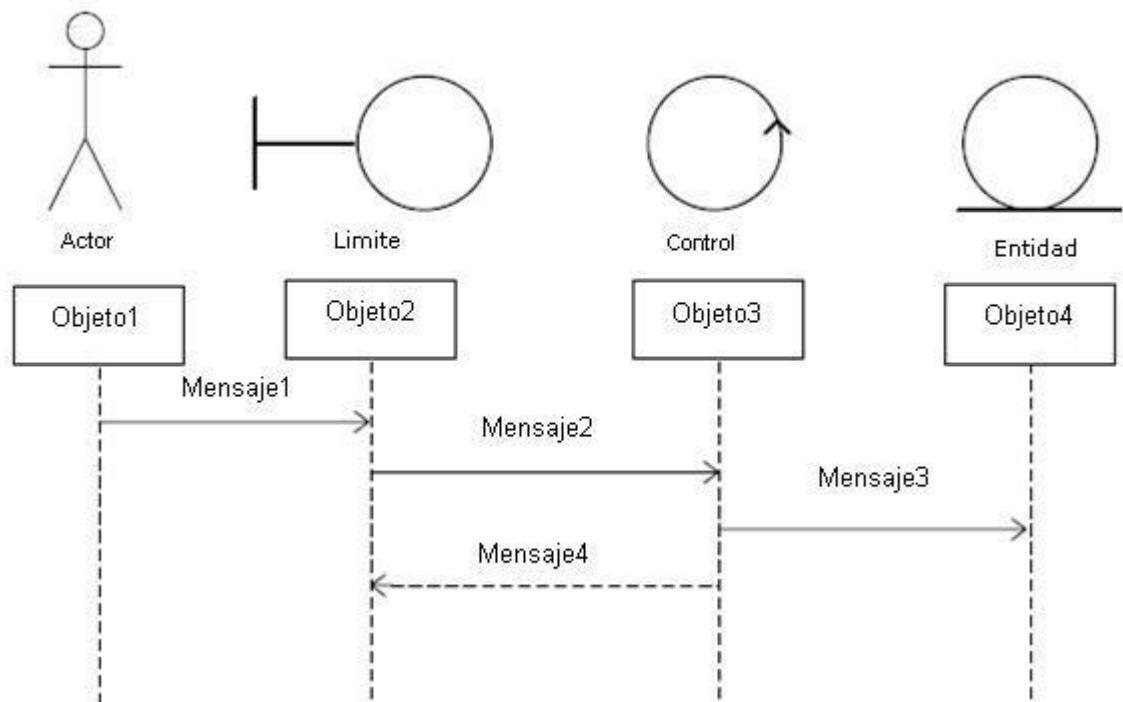 Actor
Limite
Control
Entidad
Objeto1
Objeto2
Objeto3
Objeto4
Mensaje1
Mensaje2
Mensaje3
Mensaje4